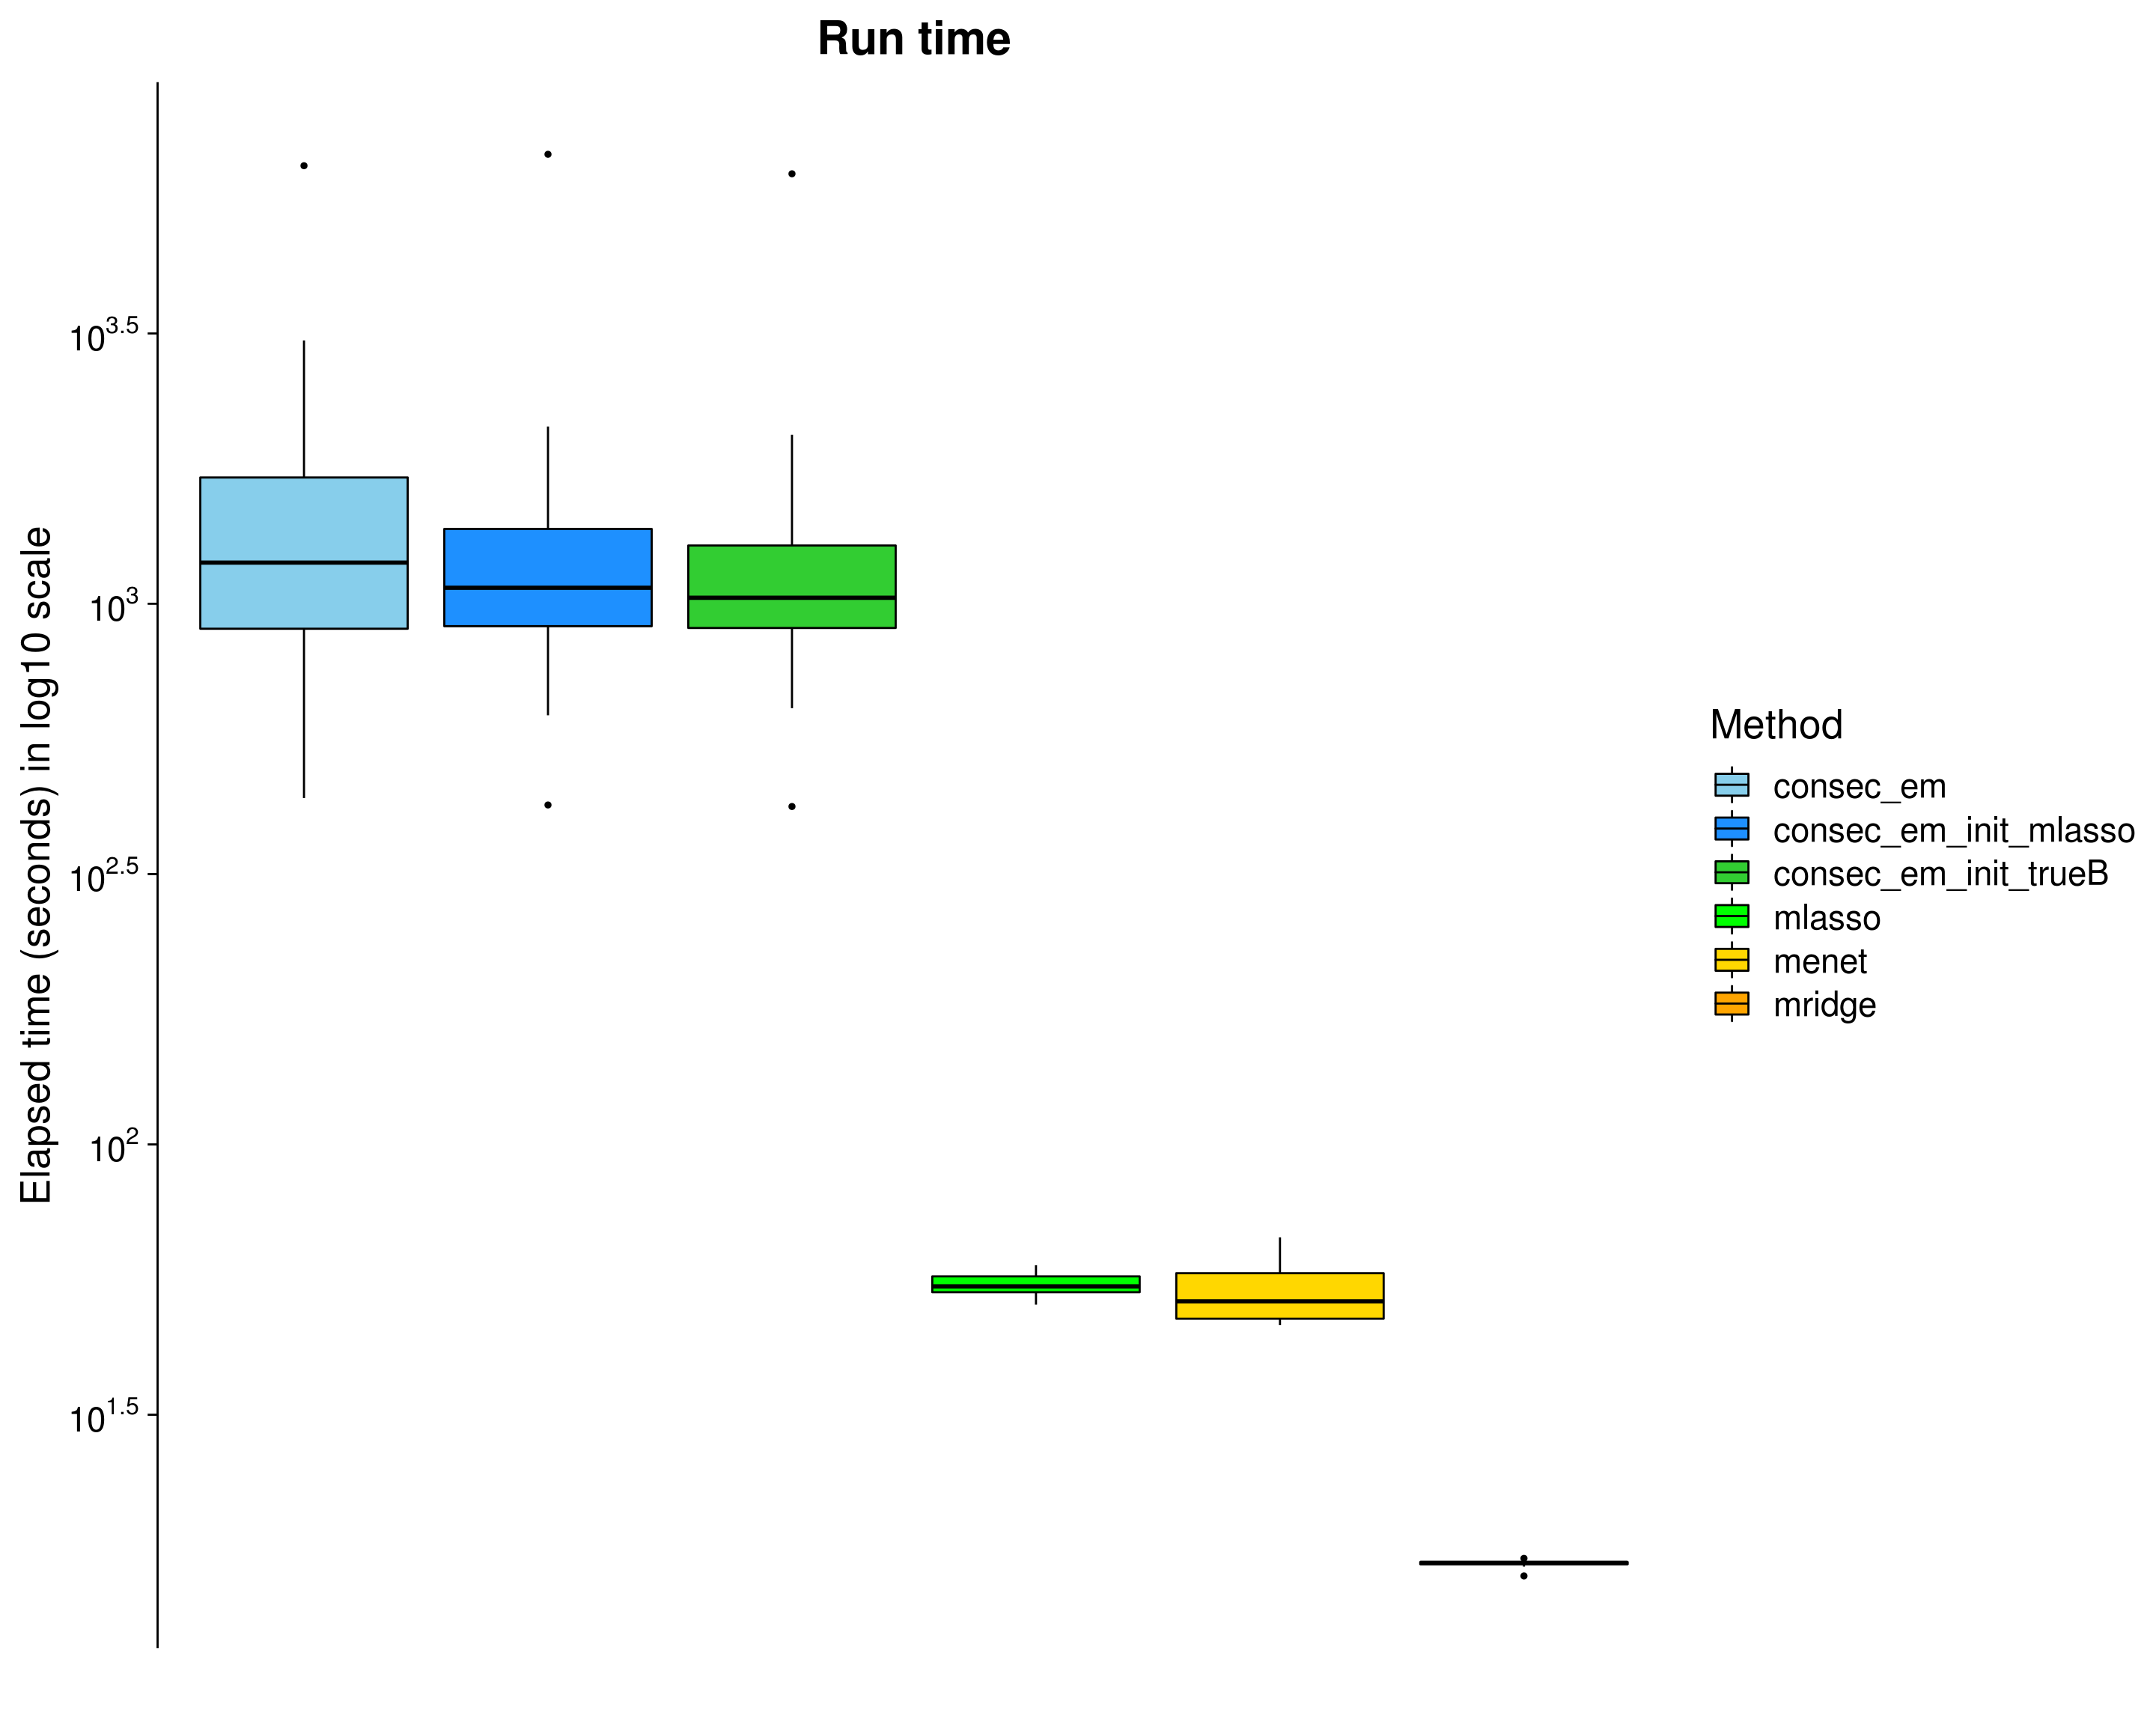 Run time
Elapsed time (seconds) in log10 scale
10^3.5
10^3
10^2.5
10^2
10^1.5
Method
consec_em
consec_em_init_mlasso
consec_em_init_trueB
mlasso
menet
mridge